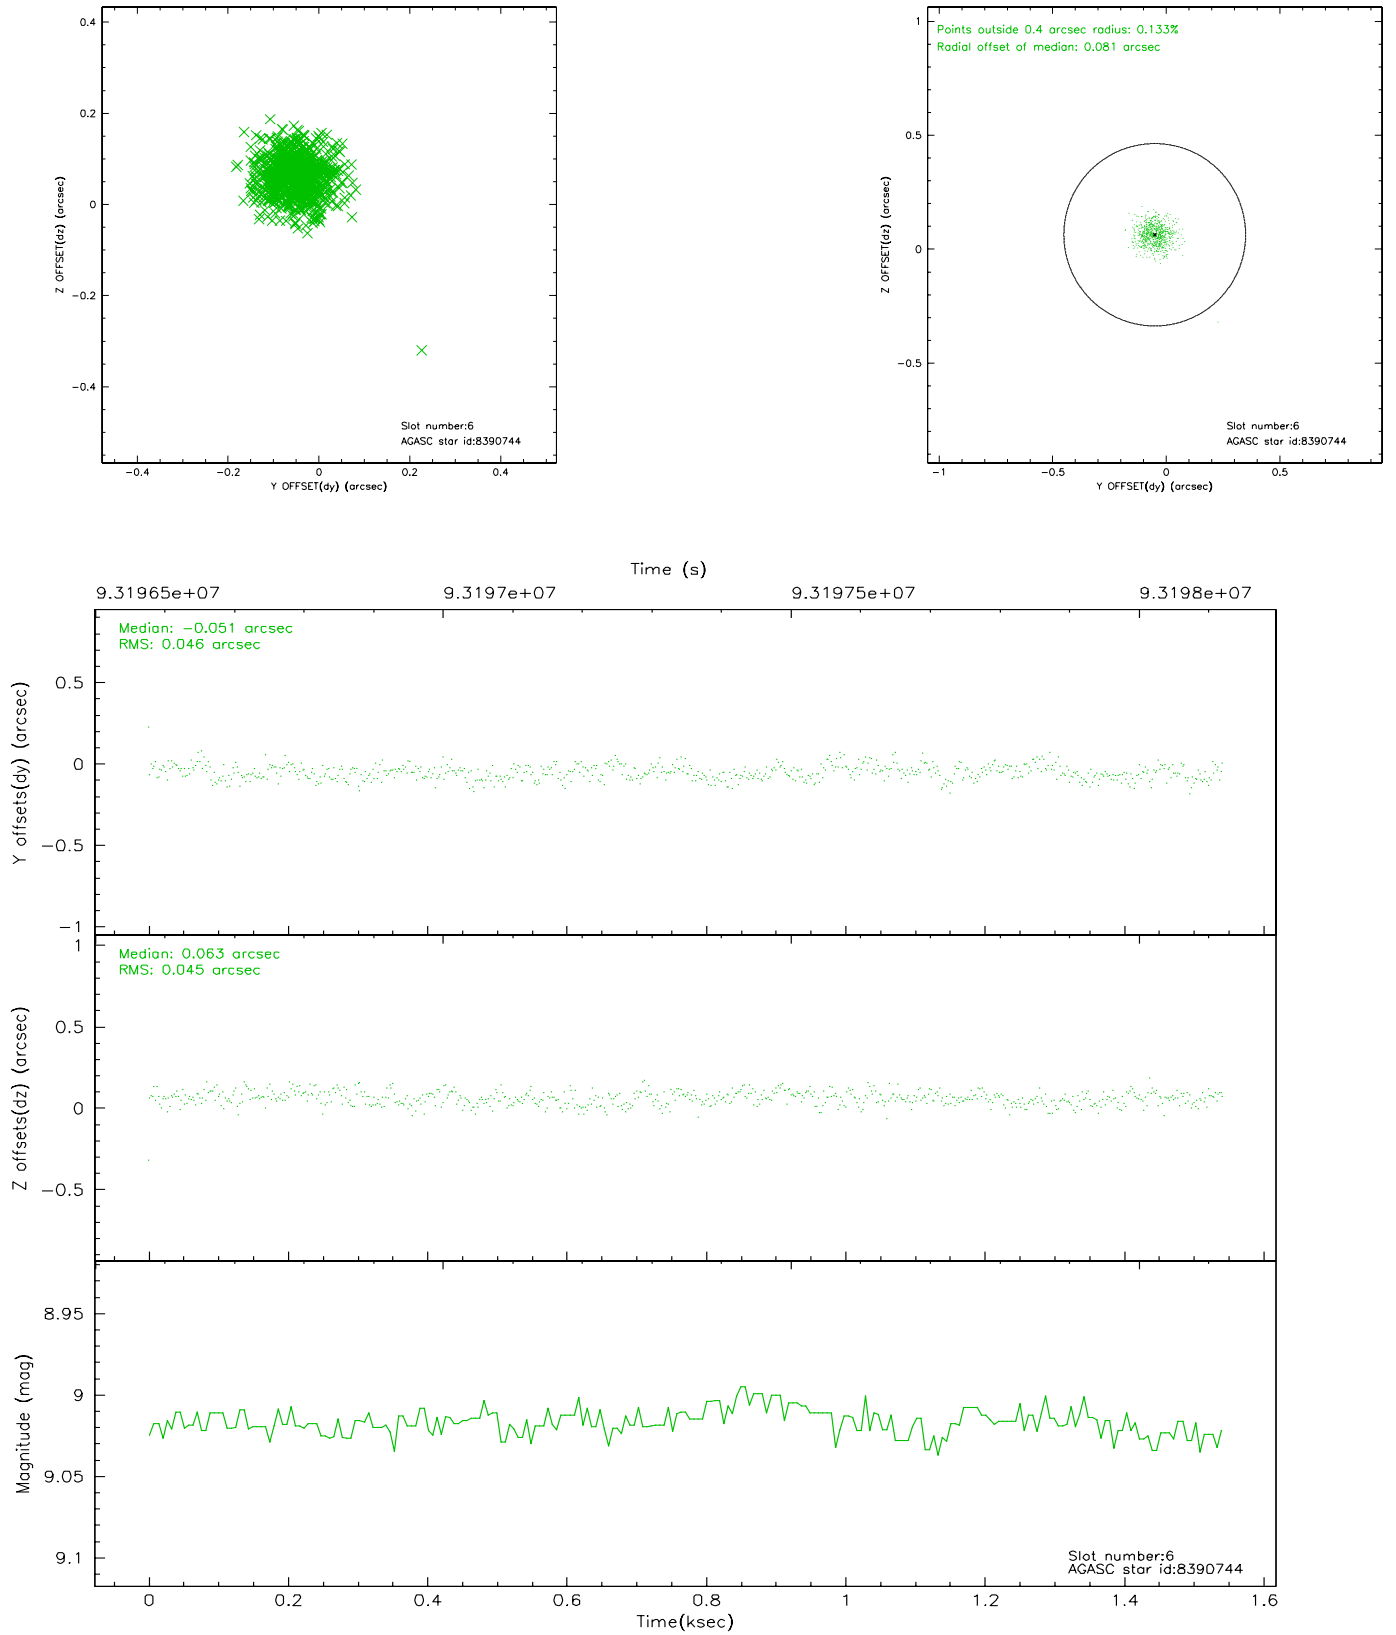 0.4
0.2
0
−0.2
−0.4
Z OFFSET(dz) (arcsec)
Slot number:6
AGASC star id:8390744
−0.4 −0.2 0 0.2 0.4
Y OFFSET(dy) (arcsec)
Points outside 0.4 arcsec radius: 0.133%
Radial offset of median: 0.081 arcsec
1
0.5
0
−0.5
Z OFFSET(dz) (arcsec)
Slot number:6
AGASC star id:8390744
−1 −0.5 0 0.5
Y OFFSET(dy) (arcsec)
Time (s)
9.31965e+07 9.3197e+07 9.31975e+07 9.3198e+07
Median: −0.051 arcsec
RMS: 0.046 arcsec
0.5
0
−0.5
−1
Y offsets(dy) (arcsec)
Median: 0.063 arcsec
RMS: 0.045 arcsec
1
0.5
0
−0.5
Z offsets(dz) (arcsec)
8.95
9
9.05
9.1
Magnitude (mag)
Slot number:6
AGASC star id:8390744
0 0.2 0.4 0.6 0.8 1 1.2 1.4 1.6
Time(ksec)